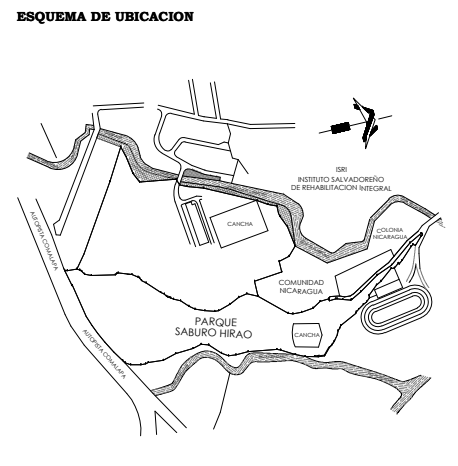 ESQUEMA DE UBICACION
ISRI
INSTITUTO SALVADOREÑO
DE REHABILITACION INTEGRAL
AUTOPISTA COMALAPA
CANCHA
COLONIA
NICARAGUA
COMUNIDAD
NICARAGUA
PARQUE
SABURO HIRAO
CANCHA
AUTOPISTA COMALAPA